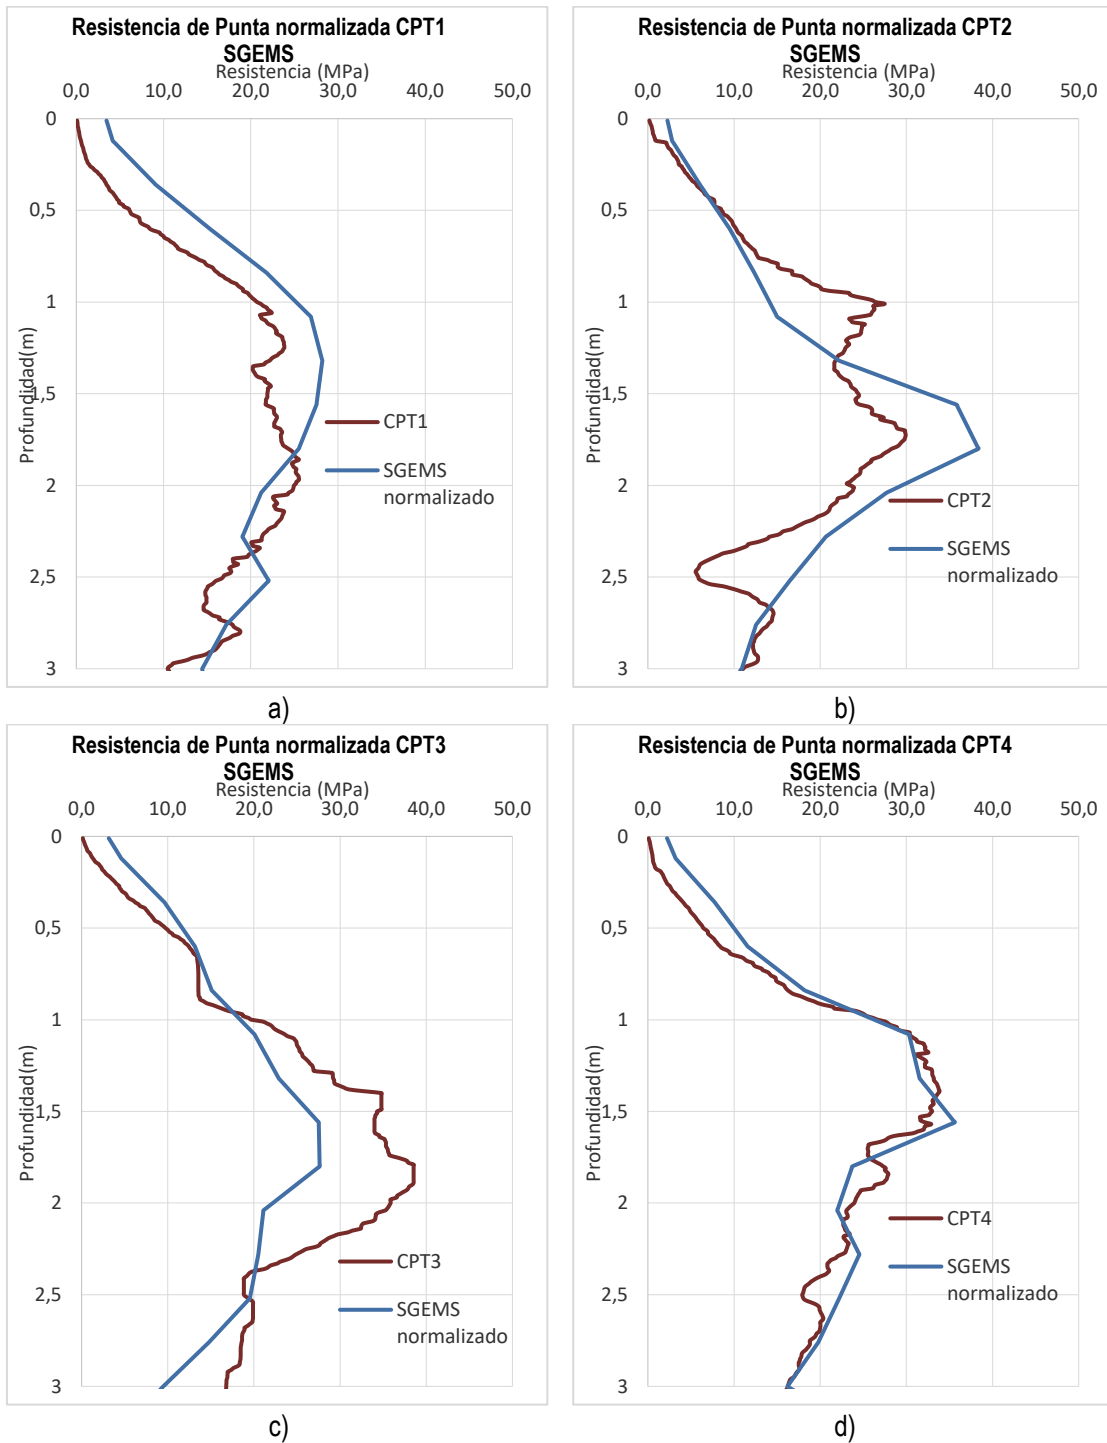 Resistencia de Punta normalizada CPT1
SGEMS
Resistencia (MPa)
0,0 10,0 20,0 30,0 40,0 50,0
0
0,5
1
1,5
2
2,5
3
Profundidad(m)
CPT1
SGEMS
normalizado
a)
Resistencia de Punta normalizada CPT2
SGEMS
Resistencia (MPa)
0,0 10,0 20,0 30,0 40,0 50,0
0
0,5
1
1,5
2
2,5
3
Profundidad(m)
CPT2
SGEMS
normalizado
b)
Resistencia de Punta normalizada CPT3
SGEMS
Resistencia (MPa)
0,0 10,0 20,0 30,0 40,0 50,0
0
0,5
1
1,5
2
2,5
3
Profundidad(m)
CPT3
SGEMS
normalizado
c)
Resistencia de Punta normalizada CPT4
SGEMS
Resistencia (MPa)
0,0 10,0 20,0 30,0 40,0 50,0
0
0,5
1
1,5
2
2,5
3
Profundidad(m)
CPT4
SGEMS
normalizado
d)